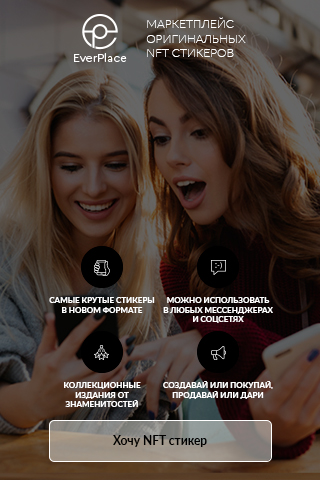 EverPlace
МАРКЕТПЛЕЙС
ОРИГИНАЛЬНЫХ
NFT СТИКЕРОВ
САМЫЕ КРУТЫЕ СТИКЕРЫ
В НОВОМ ФОРМАТЕ
МОЖНО ИСПОЛЬЗОВАТЬ
В ЛЮБЫХ МЕССЕНДЖЕРАХ
И СОЦСЕТЯХ
КОЛЛЕКЦИОННЫЕ
ИЗДАНИЯ ОТ
ЗНАМЕНИТОСТЕЙ
СОЗДАВАЙ ИЛИ ПОКУПАЙ,
ПРОДАВАЙ ИЛИ ДАРИ
Хочу NFT стикер